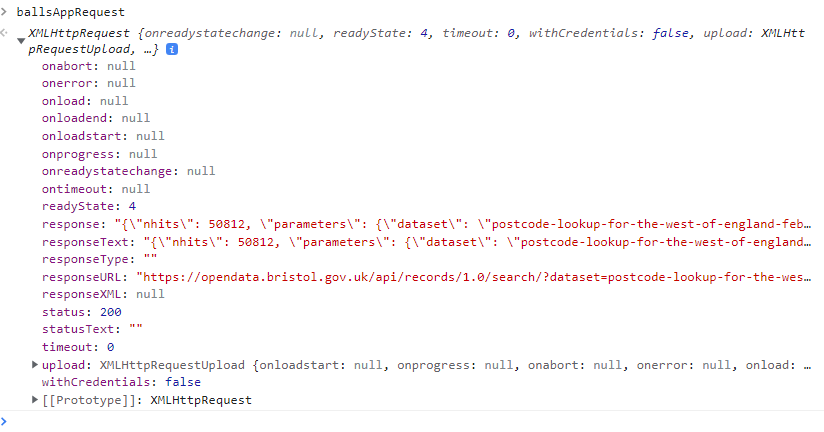 > ballsAppRequest
XMLHttpRequest {onreadystatechange: null, readyState: 4, timeout: 0, withCredentials: false, upload: XMLHtt
pRequestUpload, …} i
onabort: null
onerror: null
onload: null
onloadend: null
onloadstart: null
onprogress: null
onreadystatechange: null
ontimeout: null
readyState: 4
response: "{\"nhits\": 50812, \"parameters\": {\"dataset\": \"postcode-lookup-for-the-west-of-england-feb…
responseText: "{\"nhits\": 50812, \"parameters\": {\"dataset\": \"postcode-lookup-for-the-west-of-england…
responseType: ""
responseURL: "https://opendata.bristol.gov.uk/api/records/1.0/search/?dataset=postcode-lookup-for-the-wes…
responseXML: null
status: 200
statusText: ""
timeout: 0
upload: XMLHttpRequestUpload {onloadstart: null, onprogress: null, onabort: null, onerror: null, onload: …
withCredentials: false
[[Prototype]]: XMLHttpRequest
>